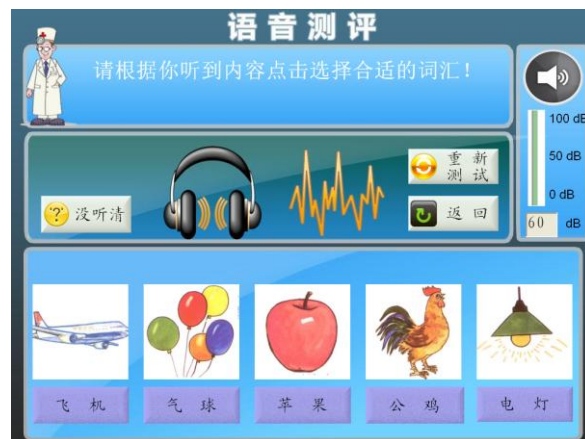 语音测评
请根据你听到内容点击选择合适的词汇！
100 dB
50 dB
0 dB
60 dB
没听清
重新
测试
返回
飞机
气球
苹果
公鸡
电灯